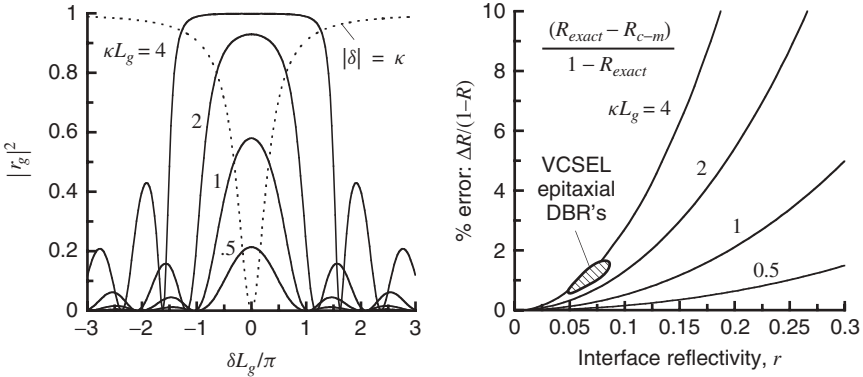 1
0.8
0.6
0.4
0.2
0
|r_g|^2
κL_g = 4
|δ| = κ
2
1
.5
−3 −2 −1 0 1 2 3
δL_g/π
10
8
6
4
2
0
% error: ΔR/(1–R)
(R_exact − R_c–m)
1 − R_exact
κL_g = 4
VCSEL
epitaxial
DBR's
2
1
0.5
0 0.05 0.1 0.15 0.2 0.25 0.3
Interface reflectivity, r